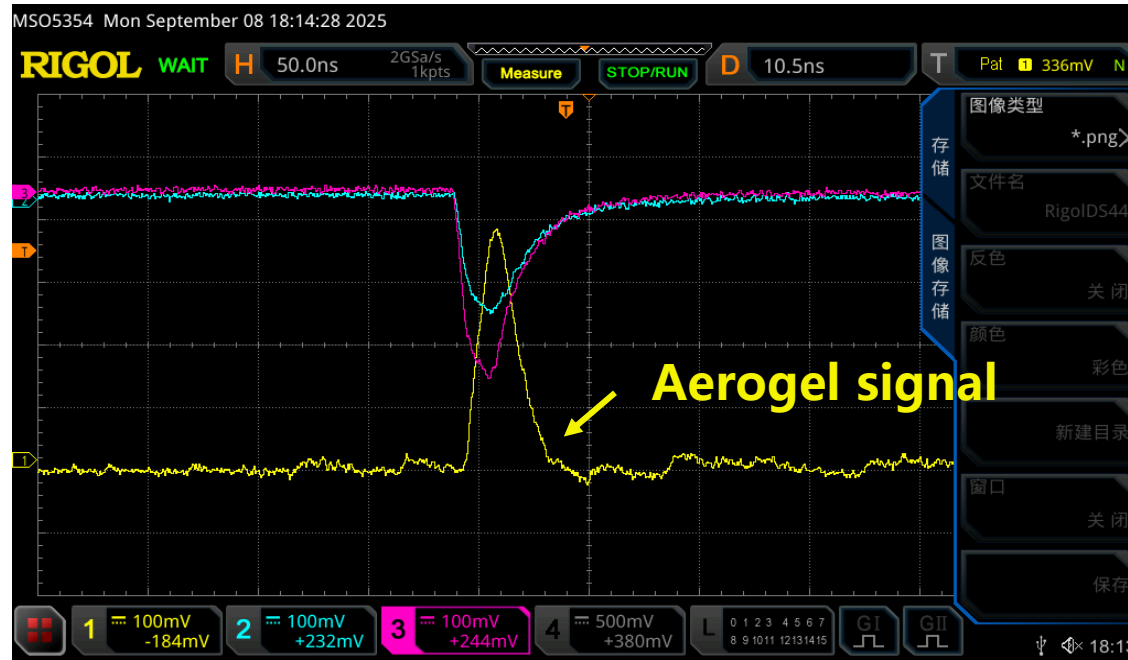 MSO5354 Mon September 08 18:14:28 2025
RIGOL WAIT H 50.0ns 2GSa/s 1kpts Measure STOP/RUN D 10.5ns T Pat 1 336mV N
图像类型
*.png
存储
文件名
RigolDS44
图像存储
反色
关闭
颜色
彩色
Aerogel signal
新建目录
窗口
关闭
保存
T
3
2
T
1
1 100mV -184mV
2 100mV +232mV
3 100mV +244mV
4 500mV +380mV
L 0 1 2 3 4 5 6 7
8 9 10 11 12 13 14 15
GI GII
18:13